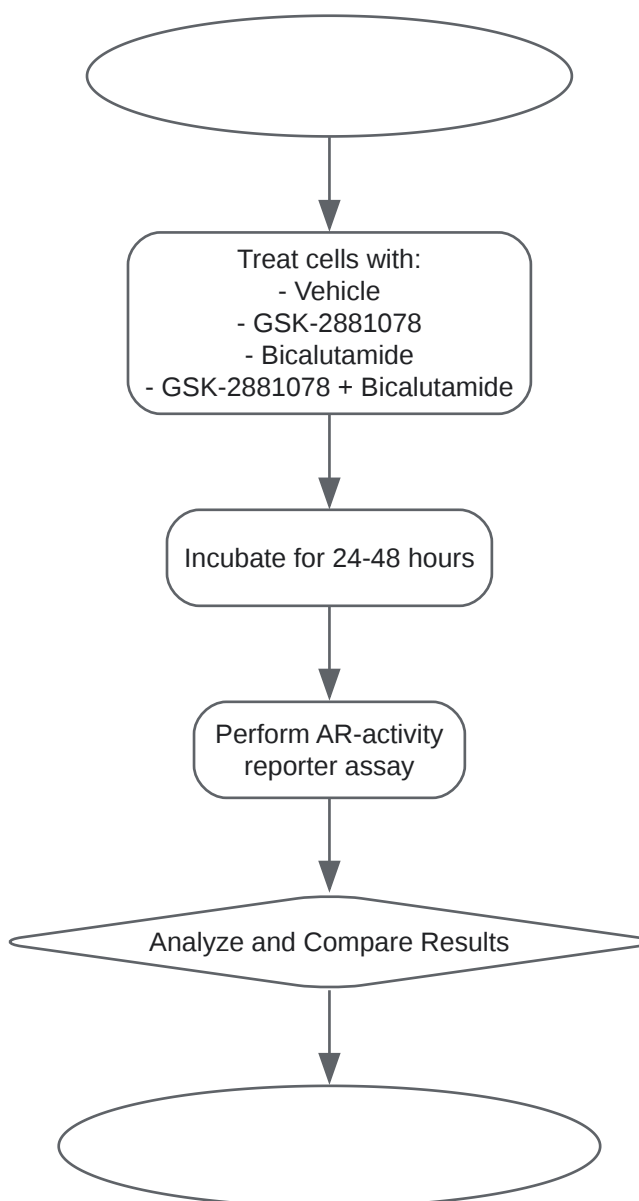 Treat cells with:
- Vehicle
- GSK-2881078
- Bicalutamide
- GSK-2881078 + Bicalutamide
Incubate for 24-48 hours
Perform AR-activity
reporter assay
Analyze and Compare Results